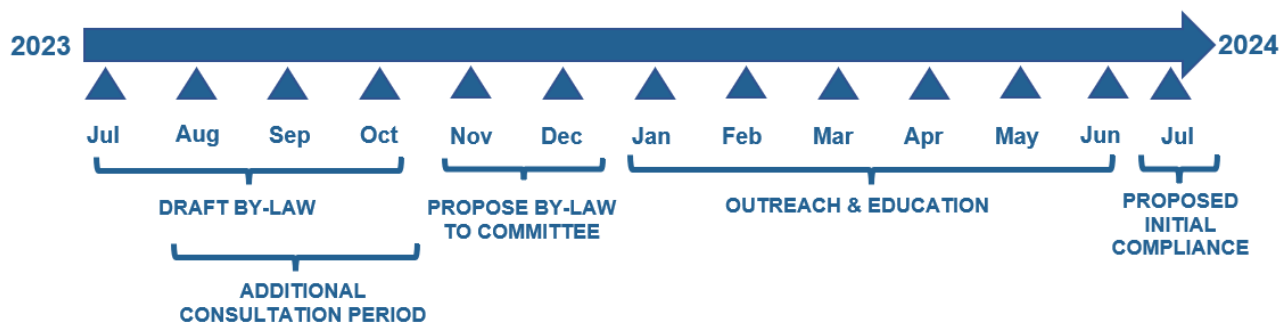 2023
2024
Jul Aug Sep Oct Nov Dec Jan Feb Mar Apr May Jun Jul
DRAFT BY-LAW
PROPOSE BY-LAW
TO COMMITTEE
OUTREACH & EDUCATION
PROPOSED
INITIAL
COMPLIANCE
ADDITIONAL
CONSULTATION PERIOD